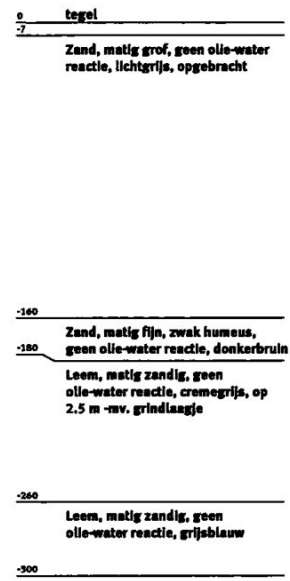 0 tegel
-7
Zand, matig grof, geen olie-water
reactie, lichtgrijs, opgebracht
-160
Zand, matig fijn, zwak humeus,
-180 geen olie-water reactie, donkerbruin
Leem, matig zandig, geen
olie-water reactie, cremegrijs, op
2.5 m -mv. grindlaagje
-260
Leem, matig zandig, geen
olie-water reactie, grijsblauw
-300